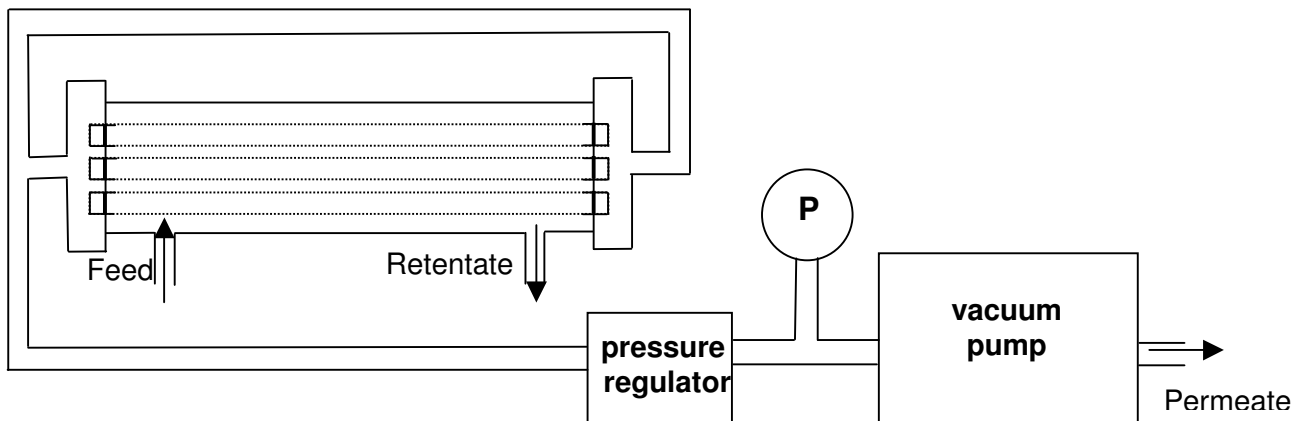 Feed
Retentate
P
pressure
regulator
vacuum
pump
Permeate